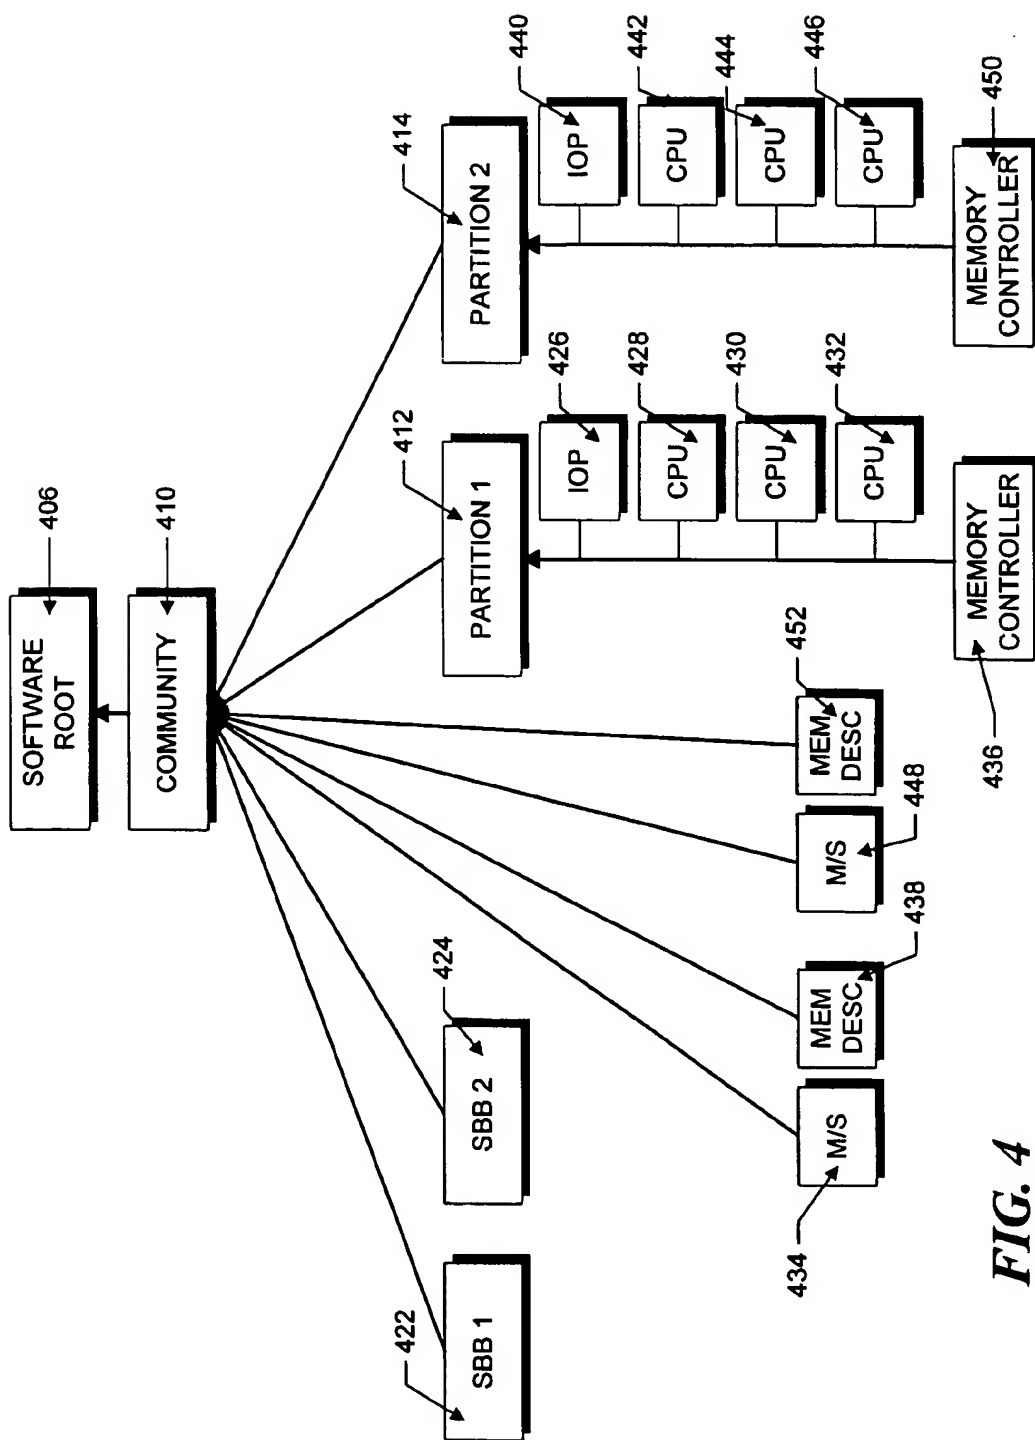 406
SOFTWARE
ROOT
410
COMMUNITY
422
SBB 1
424
SBB 2
412
PARTITION 1
414
PARTITION 2
426
IOP
428
CPU
430
CPU
432
CPU
440
IOP
442
CPU
444
CPU
446
CPU
434
M/S
MEM
DESC
438
M/S
448
MEM
DESC
452
436
MEMORY
CONTROLLER
450
MEMORY
CONTROLLER
FIG. 4